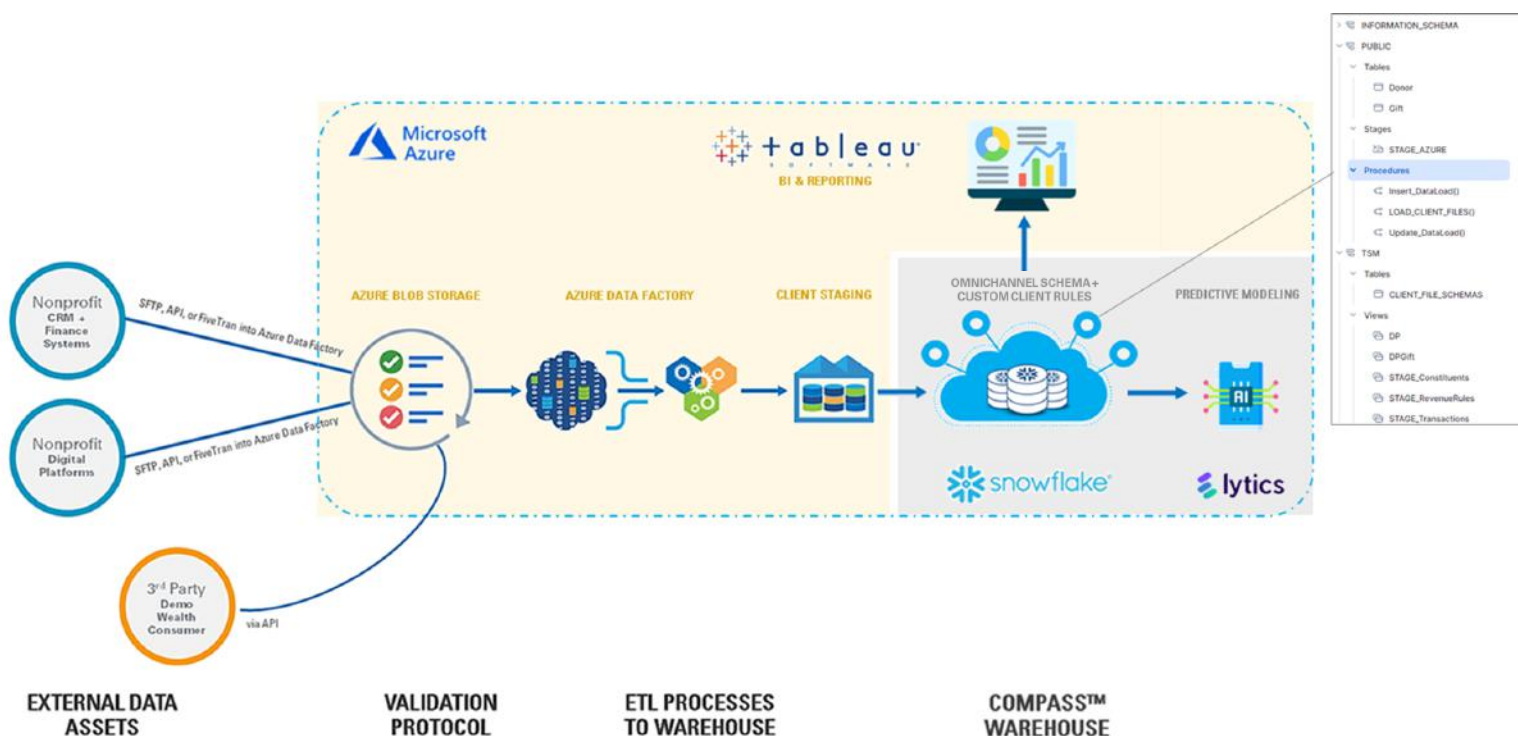 INFORMATION_SCHEMA
PUBLIC
Tables
Donor
Gift
Stages
STAGE_AZURE
Procedures
Insert_DataLoad()
LOAD_CLIENT_FILES()
Update_DataLoad()
TSM
Tables
CLIENT_FILE_SCHEMAS
Views
DP
DPGift
STAGE_Constituents
STAGE_RevenueRules
STAGE_Transactions
Microsoft
Azure
+ a b l e a u
S O F T W A R E
BI & REPORTING
Nonprofit
CRM +
Finance
Systems
SFTP, API, or FiveTran into Azure Data Factory
Nonprofit
Digital
Platforms
SFTP, API, or FiveTran into Azure Data Factory
3rd Party
Demo
Wealth
Consumer
via API
AZURE BLOB STORAGE
AZURE DATA FACTORY
CLIENT STAGING
OMNICHANNEL SCHEMA +
CUSTOM CLIENT RULES
PREDICTIVE MODELING
AI
snowflake®
lytics
EXTERNAL DATA
ASSETS
VALIDATION
PROTOCOL
ETL PROCESSES
TO WAREHOUSE
COMPASS™
WAREHOUSE